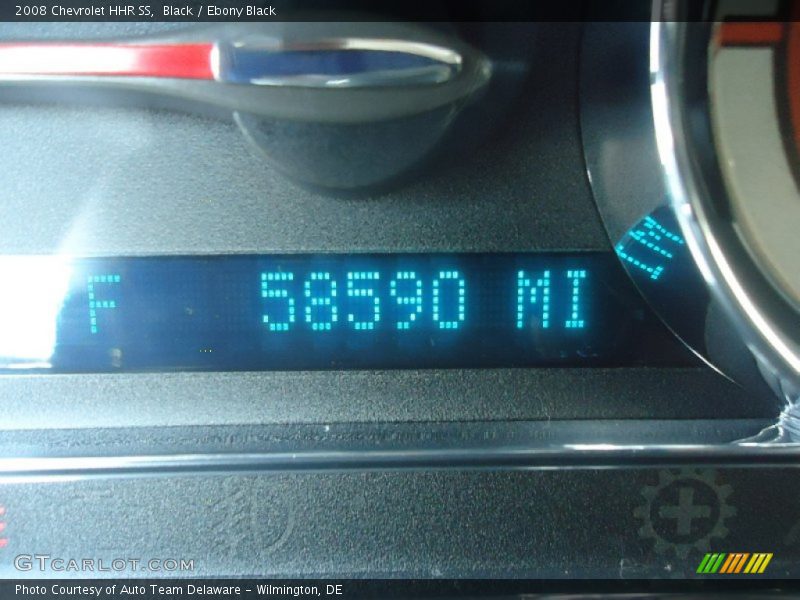 2008 Chevrolet HHR SS,  Black / Ebony Black
E
F 58590 MI
GTCARLOT.COM
Photo Courtesy of Auto Team Delaware - Wilmington, DE